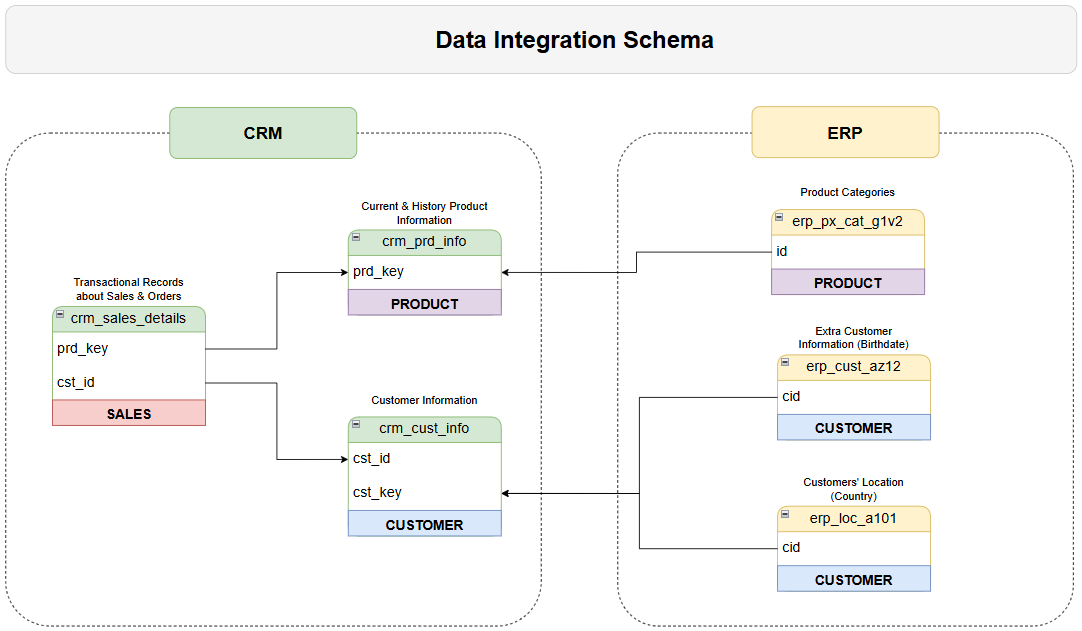 Data Integration Schema
CRM
ERP
Current & History Product
Information
crm_prd_info
prd_key
PRODUCT
Transactional Records
about Sales & Orders
crm_sales_details
prd_key
cst_id
SALES
Customer Information
crm_cust_info
cst_id
cst_key
CUSTOMER
Product Categories
erp_px_cat_g1v2
id
PRODUCT
Extra Customer
Information (Birthdate)
erp_cust_az12
cid
CUSTOMER
Customers' Location
(Country)
erp_loc_a101
cid
CUSTOMER